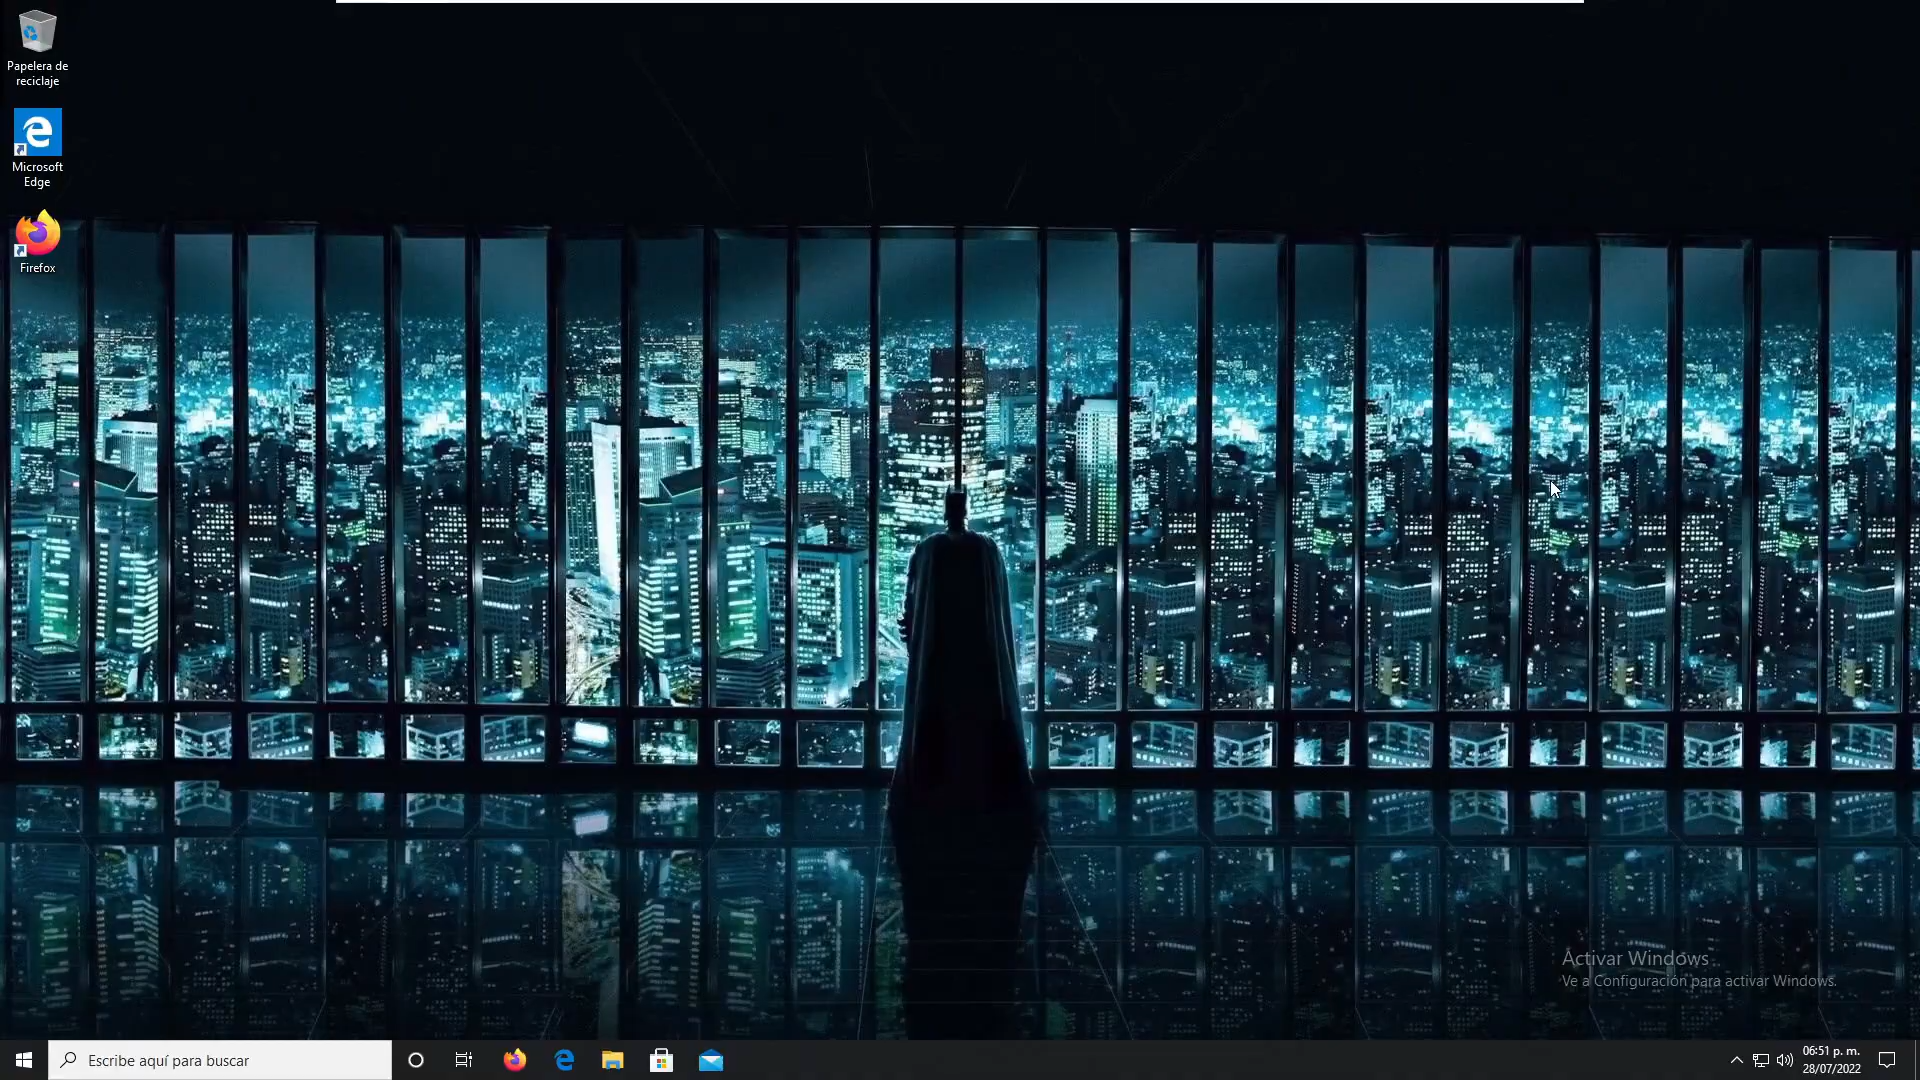 Papelera de
reciclaje
Microsoft
Edge
Firefox
Activar Windows
Ve a Configuración para activar Windows.
Escribe aquí para buscar
06:51 p. m.
28/07/2022